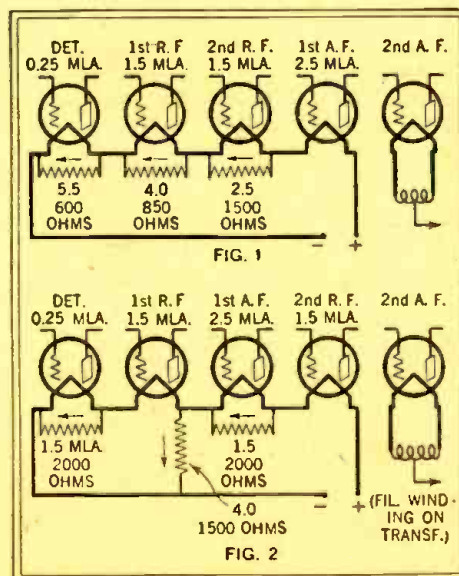 DET. 1st R. F 2nd R. F. 1st A. F. 2nd A. F.
0.25 MLA. 1.5 MLA. 1.5 MLA. 2.5 MLA.
5.5 4.0 2.5
600 850 1500
OHMS OHMS OHMS
- +
FIG. 1
DET. 1st R. F 1st A. F. 2nd R. F. 2nd A. F.
0.25 MLA. 1.5 MLA. 2.5 MLA. 1.5 MLA.
1.5 MLA. 1.5
2000 2000
OHMS OHMS
- +
4.0
1500 OHMS
(FIL. WIND-
ING ON
TRANSF.)
FIG. 2